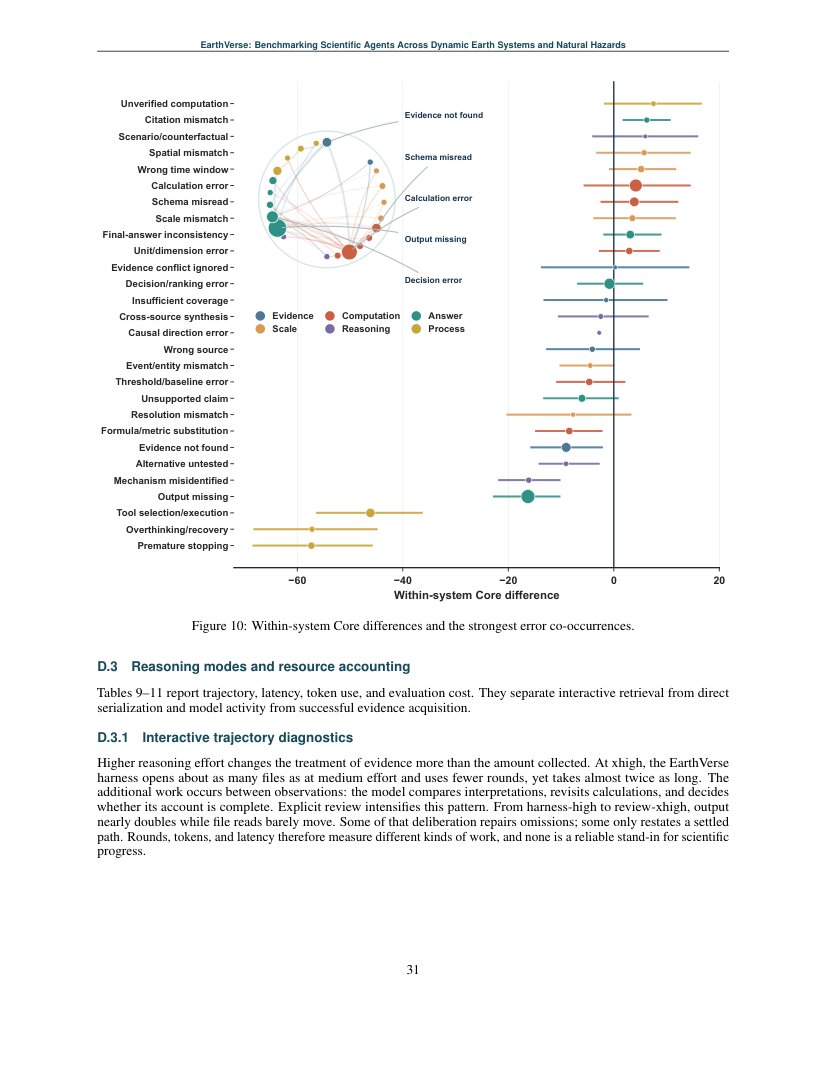 EarthVerse: Benchmarking Scientific Agents Across Dynamic Earth Systems and Natural Hazards
Unverified computation
Citation mismatch
Scenario/counterfactual
Spatial mismatch
Wrong time window
Calculation error
Schema misread
Scale mismatch
Final-answer inconsistency
Unit/dimension error
Evidence conflict ignored
Decision/ranking error
Insufficient coverage
Cross-source synthesis
Causal direction error
Wrong source
Event/entity mismatch
Threshold/baseline error
Unsupported claim
Resolution mismatch
Formula/metric substitution
Evidence not found
Alternative untested
Mechanism misidentified
Output missing
Tool selection/execution
Overthinking/recovery
Premature stopping
Evidence not found
Schema misread
Calculation error
Output missing
Decision error
Evidence Computation Answer
Scale Reasoning Process
−60 −40 −20 0 20
Within-system Core difference
Figure 10: Within-system Core differences and the strongest error co-occurrences.
D.3 Reasoning modes and resource accounting
Tables 9–11 report trajectory, latency, token use, and evaluation cost. They separate interactive retrieval from direct
serialization and model activity from successful evidence acquisition.
D.3.1 Interactive trajectory diagnostics
Higher reasoning effort changes the treatment of evidence more than the amount collected. At xhigh, the EarthVerse
harness opens about as many files as at medium effort and uses fewer rounds, yet takes almost twice as long. The
additional work occurs between observations: the model compares interpretations, revisits calculations, and decides
whether its account is complete. Explicit review intensifies this pattern. From harness-high to review-xhigh, output
nearly doubles while file reads barely move. Some of that deliberation repairs omissions; some only restates a settled
path. Rounds, tokens, and latency therefore measure different kinds of work, and none is a reliable stand-in for scientific
progress.
31